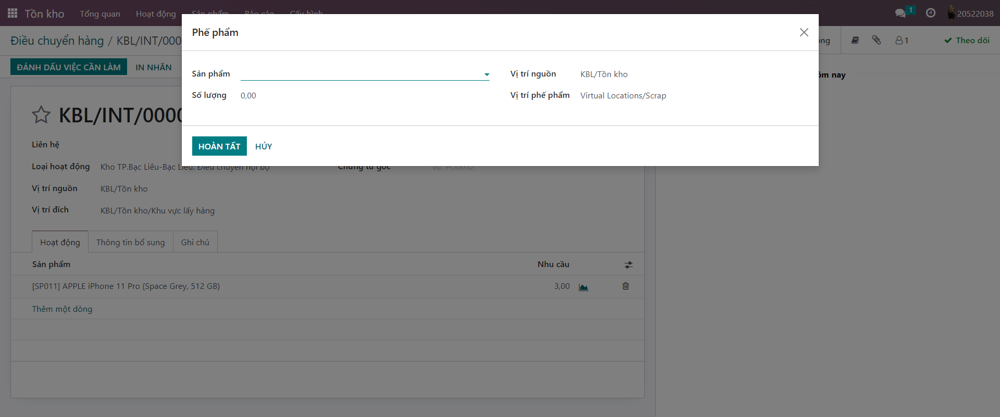 Tồn kho Tổng quan Hoạt động Sản phẩm Báo cáo Cấu hình 1 20522038
Điều chuyển hàng / KBL/INT/000
1 Theo dõi
ĐÁNH DẤU VIỆC CẦN LÀM IN NHÃN
Phế phẩm
Sản phẩm
Vị trí nguồn KBL/Tồn kho
Số lượng 0,00
Vị trí phế phẩm Virtual Locations/Scrap
HOÀN TẤT HỦY
nay
KBL/INT/0000
Liên hệ
Loại hoạt động Kho TP.Bạc Liêu-Bạc Liêu: Điều chuyển nội bộ
Chứng từ gốc vd: PO0032
Vị trí nguồn KBL/Tồn kho
Vị trí đích KBL/Tồn kho/Khu vực lấy hàng
Hoạt động Thông tin bổ sung Ghi chú
Sản phẩm Nhu cầu
[SP011] APPLE iPhone 11 Pro (Space Grey, 512 GB) 3,00
Thêm một dòng